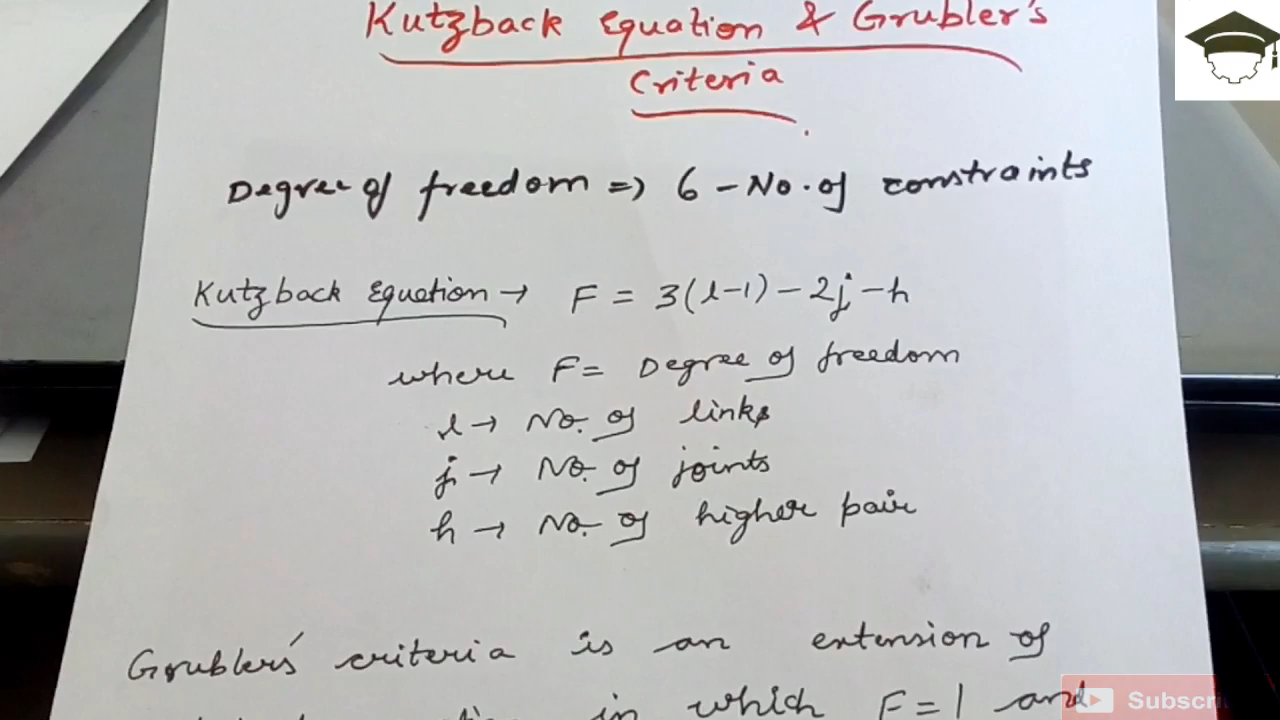 Kutzback Equation & Grubler's
Criteria
Degree of freedom => 6 - No. of constraints
Kutzback Equation → F = 3(l-1) - 2j - h
where F = Degree of freedom
l → No. of links
j → No. of joints
h → No. of higher pair
Grubler's criteria is an extension of
in which F = 1 and
Subscri